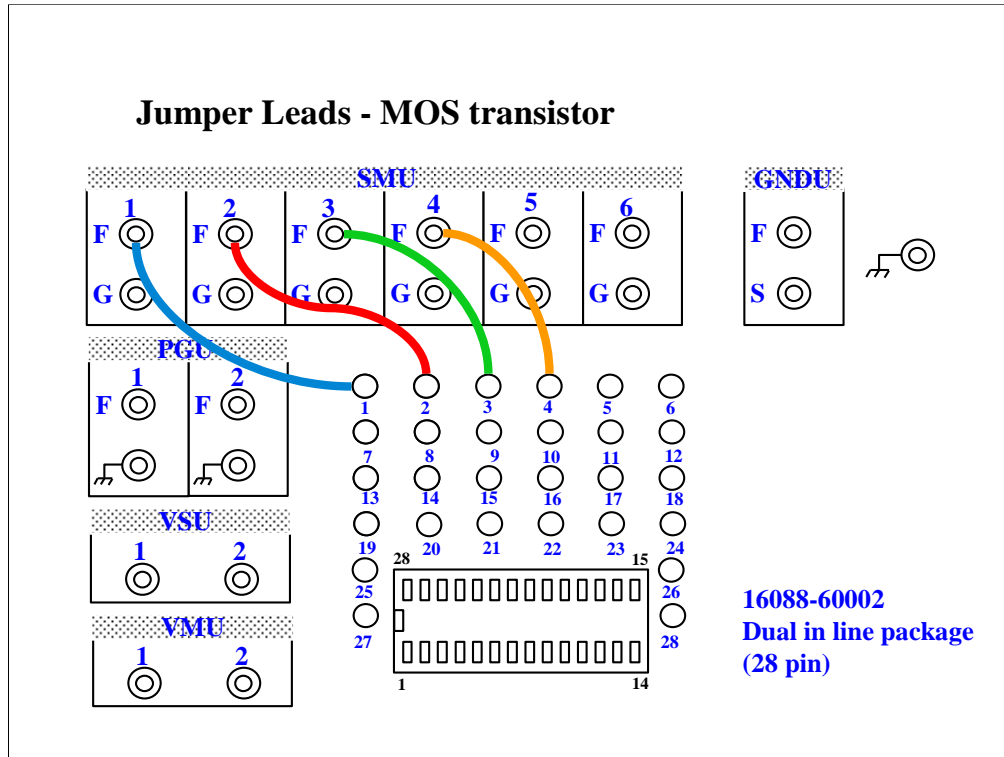 Jumper Leads - MOS transistor
SMU
GNDU
1 2 3 4 5 6
F F F F F F F
G G G G G G S
PGU
1 2
F F
1 2 3 4 5 6
7 8 9 10 11 12
13 14 15 16 17 18
VSU
1 2
19 20 21 22 23 24
28 15
25 26
27 28
1 14
VMU
1 2
16088-60002
Dual in line package
(28 pin)